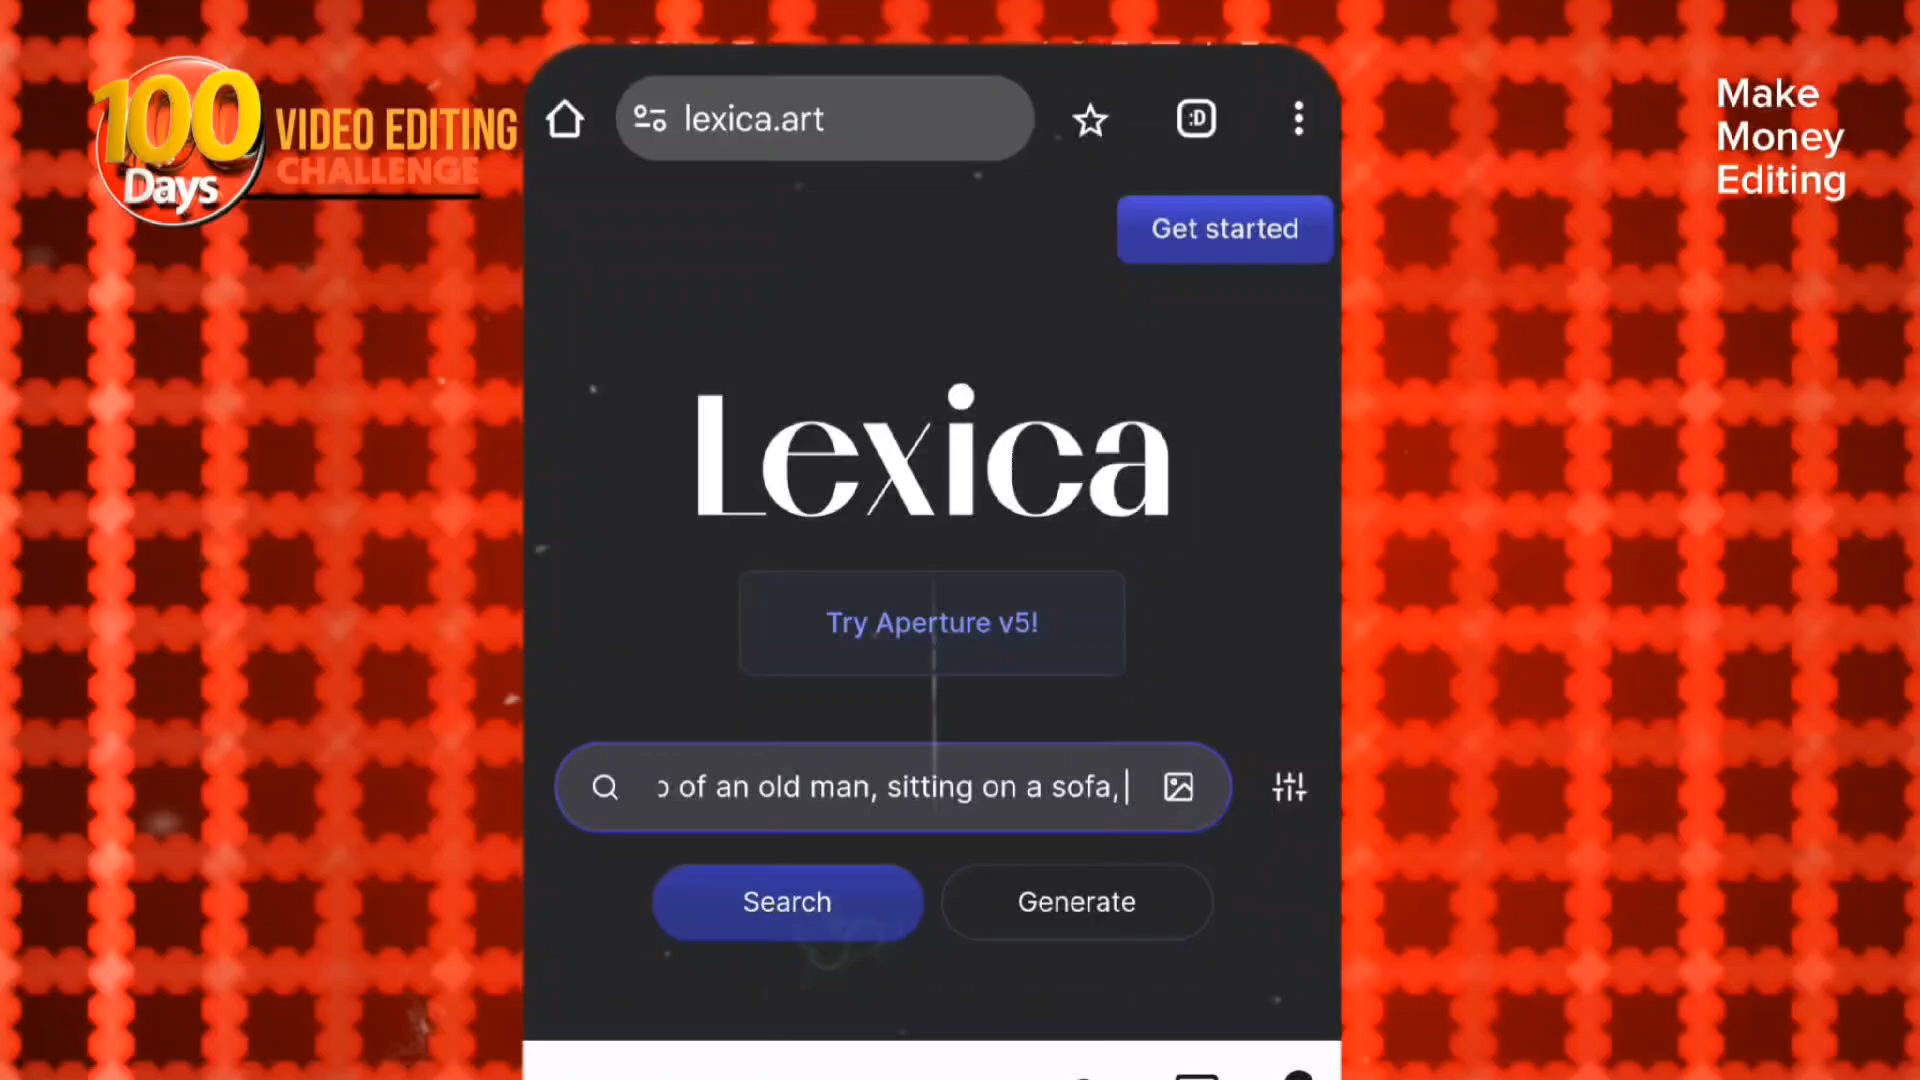 100
Days
VIDEO EDITING
CHALLENGE
Make
Money
Editing
lexica.art
:D
Get started
Lexica
Try Aperture v5!
of an old man, sitting on a sofa,
Search
Generate